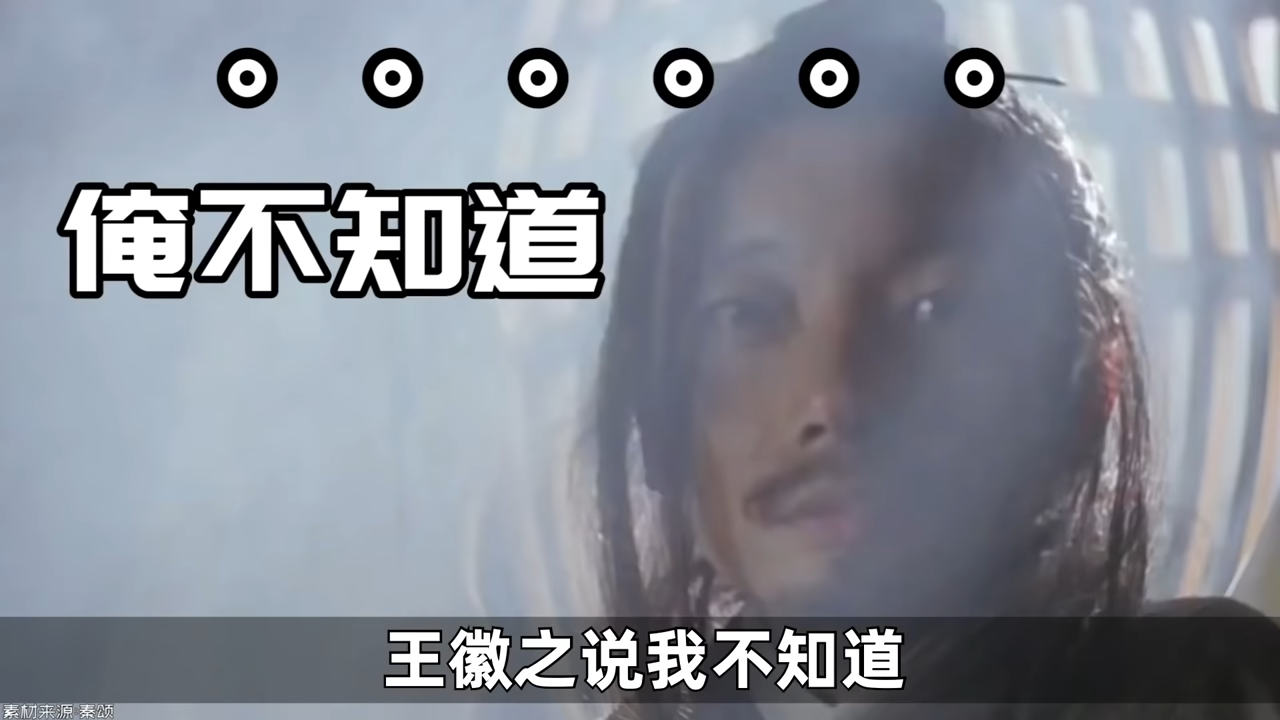 。。。。。。
俺不知道
王徽之说我不知道
素材来源 秦颂